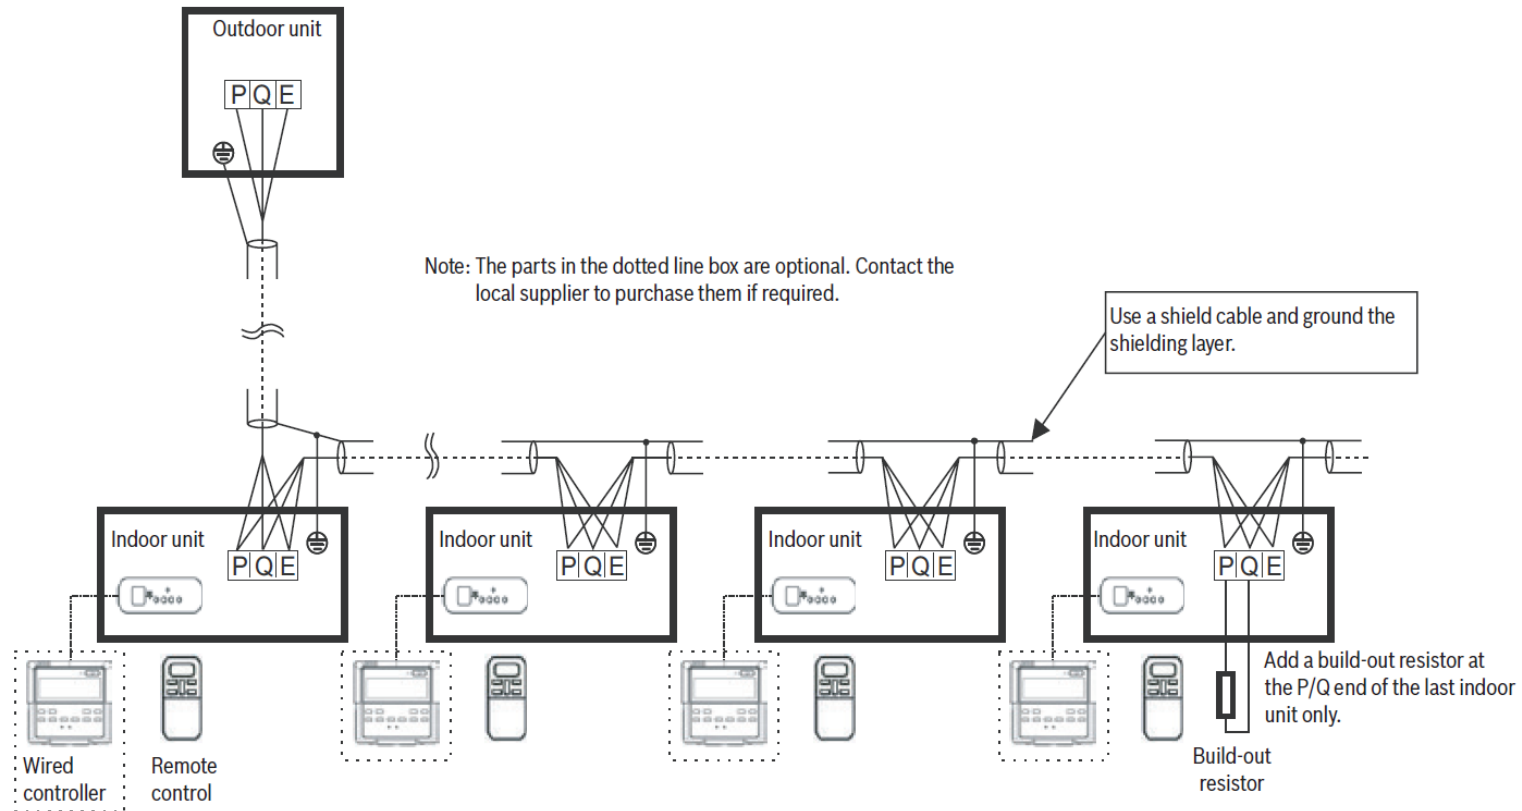 Outdoor unit
P Q E
Note: The parts in the dotted line box are optional. Contact the
local supplier to purchase them if required.
Use a shield cable and ground the
shielding layer.
Indoor unit
P Q E
Indoor unit
P Q E
Indoor unit
P Q E
Indoor unit
P Q E
Add a build-out resistor at
the P/Q end of the last indoor
unit only.
Wired
controller
Remote
control
Build-out
resistor